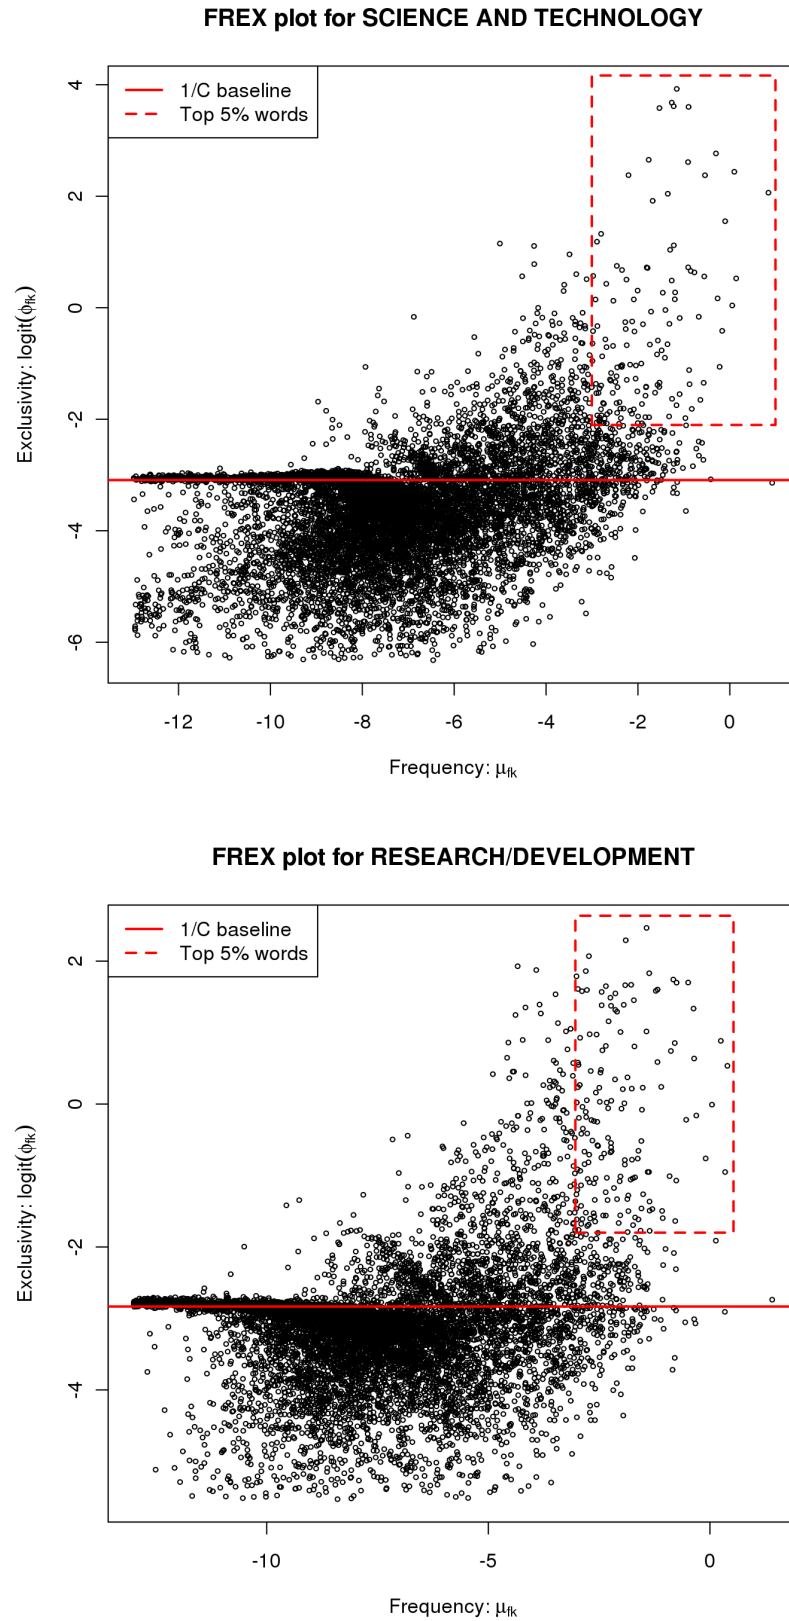 FREX plot for SCIENCE AND TECHNOLOGY
1/C baseline
Top 5% words
4
2
0
-2
-4
-6
Exclusivity: logit(ϕfk)
-12 -10 -8 -6 -4 -2 0
Frequency: μfk
FREX plot for RESEARCH/DEVELOPMENT
1/C baseline
Top 5% words
2
0
-2
-4
Exclusivity: logit(ϕfk)
-10 -5 0
Frequency: μfk